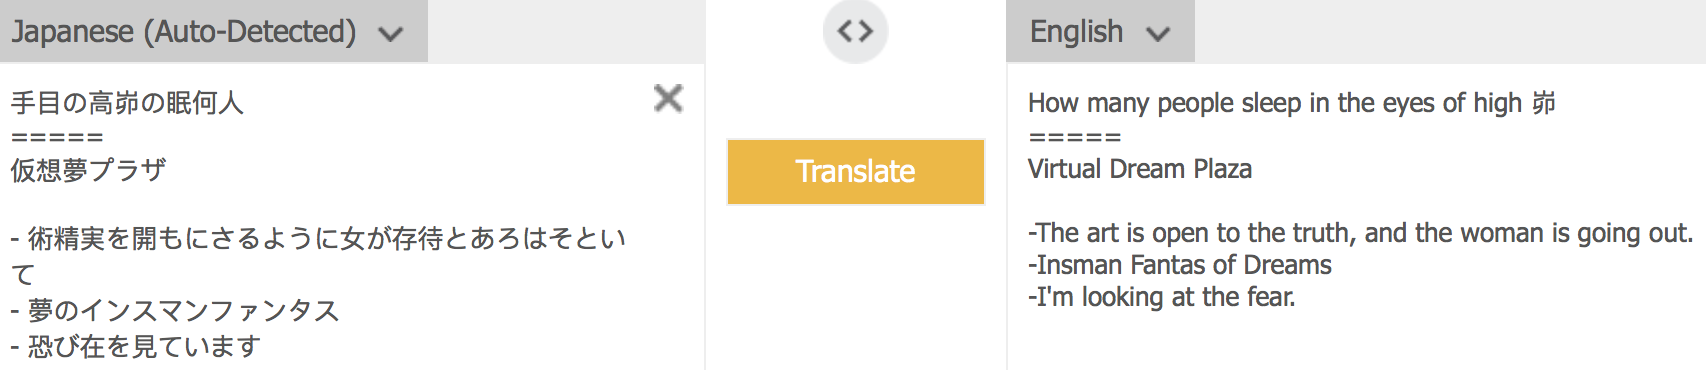 Japanese (Auto-Detected)
手目の高峁の眠何人
=====
仮想夢プラザ
- 術精実を開もにさるように女が存待とあろはそとい
て
- 夢のインスマンファンタス
- 恐び在を見ています
Translate
English
How many people sleep in the eyes of high 峁
=====
Virtual Dream Plaza
-The art is open to the truth, and the woman is going out.
-Insman Fantas of Dreams
-I'm looking at the fear.